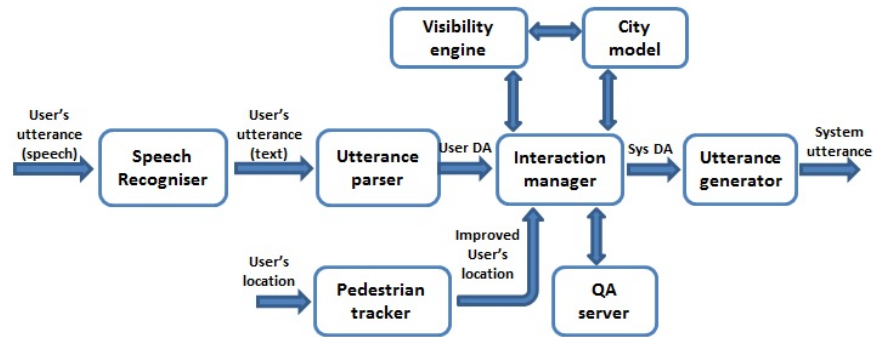 Visibility
engine
City
model
User's
utterance
(speech)
Speech
Recogniser
User's
utterance
(text)
Utterance
parser
User DA
Interaction
manager
Sys DA
Utterance
generator
System
utterance
User's
location
Pedestrian
tracker
Improved
User's
location
QA
server